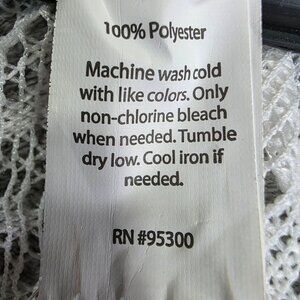 100% Polyester
Machine wash cold
with like colors. Only
non-chlorine bleach
when needed. Tumble
dry low. Cool iron if
needed.
RN #95300